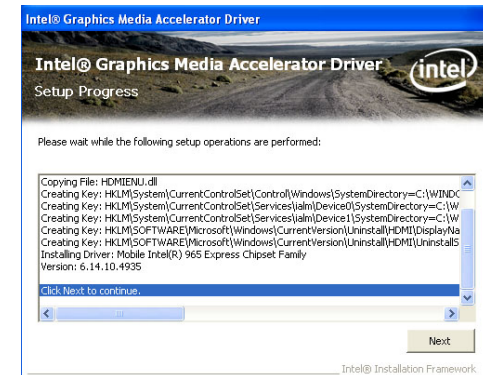 Intel® Graphics Media Accelerator Driver
Intel® Graphics Media Accelerator Driver
intel
Setup Progress
Please wait while the following setup operations are performed:
Copying File: HDMIENU.dll
Creating Key: HKLM\System\CurrentControlSet\Control\Windows\SystemDirectory=C:\WINDO
Creating Key: HKLM\System\CurrentControlSet\Services\ialm\Device0\SystemDirectory=C:\W
Creating Key: HKLM\System\CurrentControlSet\Services\ialm\Device1\SystemDirectory=C:\W
Creating Key: HKLM\SOFTWARE\Microsoft\Windows\CurrentVersion\Uninstall\HDMI\DisplayNa
Creating Key: HKLM\SOFTWARE\Microsoft\Windows\CurrentVersion\Uninstall\HDMI\UninstallS
Installing Driver: Mobile Intel(R) 965 Express Chipset Family
Version: 6.14.10.4935
Click Next to continue.
Next
Intel® Installation Framework